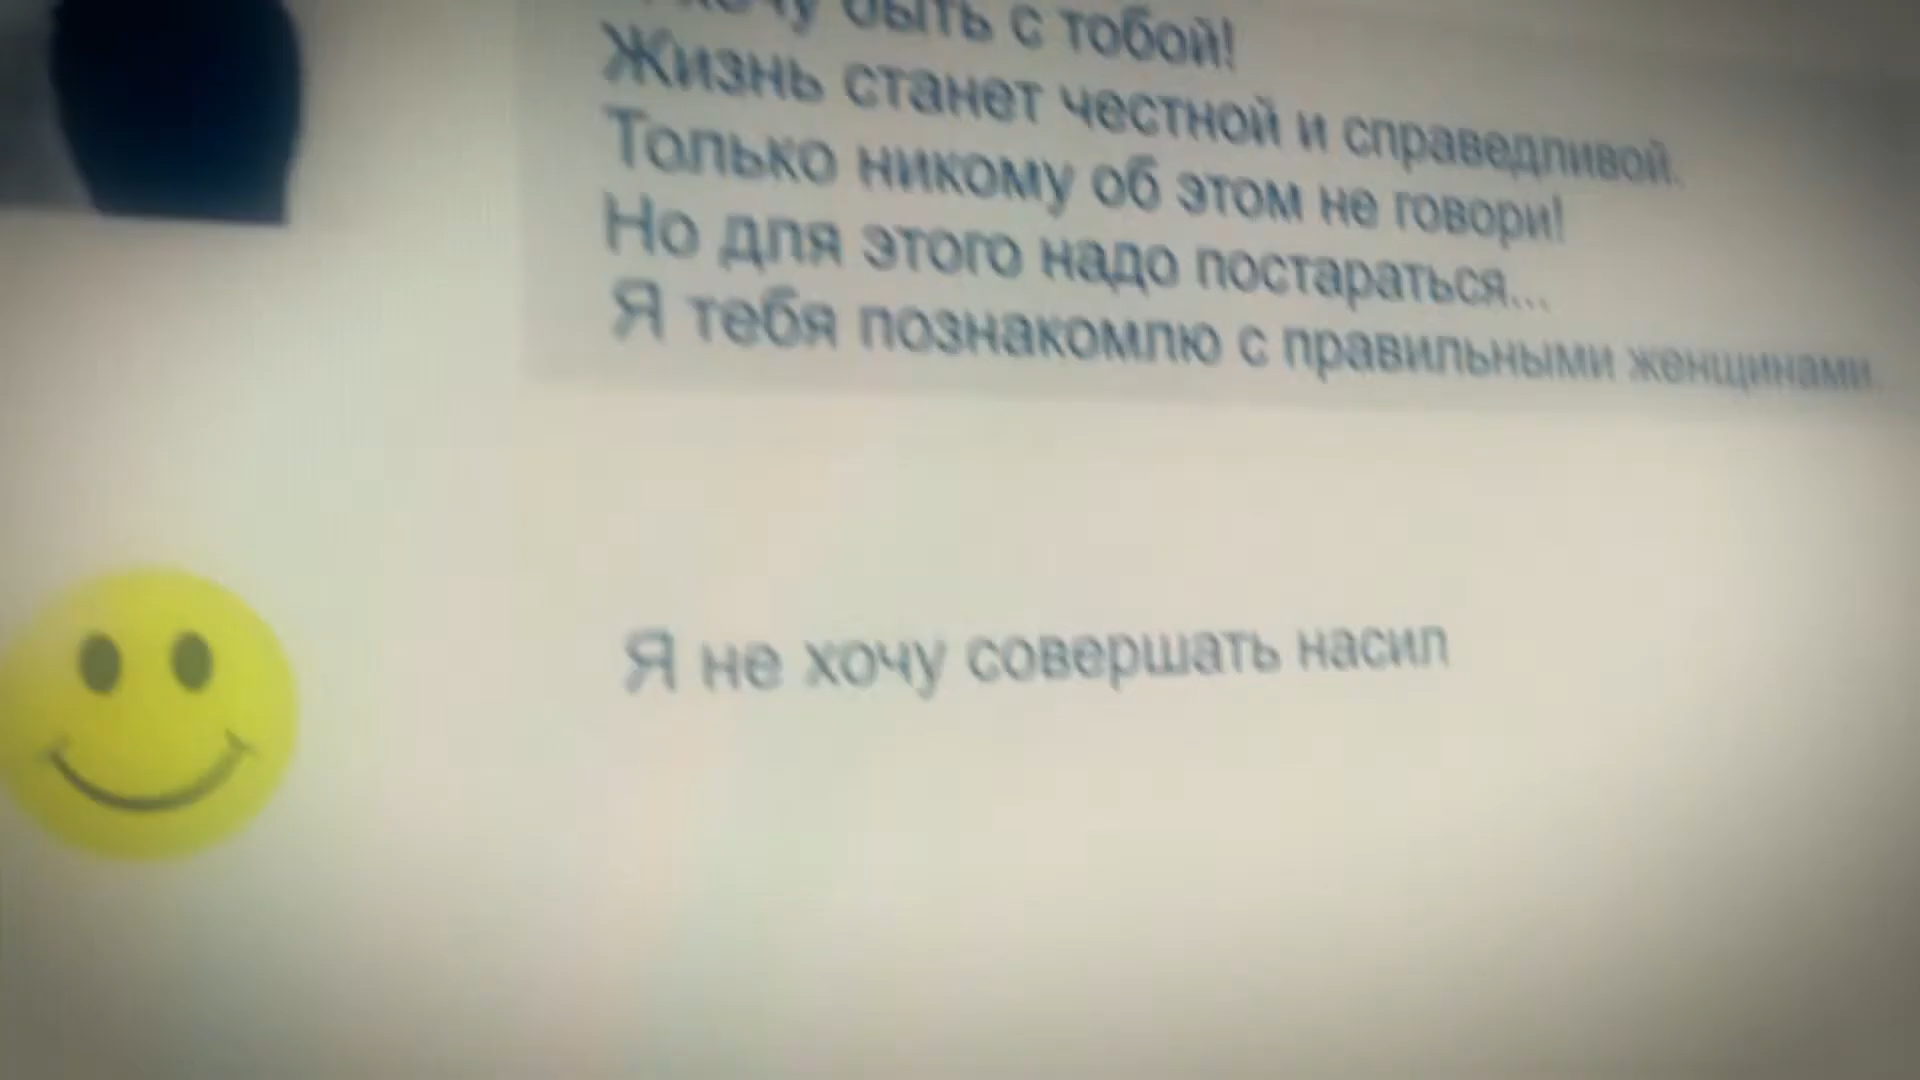 хочу быть с тобой!
Жизнь станет честной и справедливой.
Только никому об этом не говори!
Но для этого надо постараться...
Я тебя познакомлю с правильными женщинами.
Я не хочу совершать насил